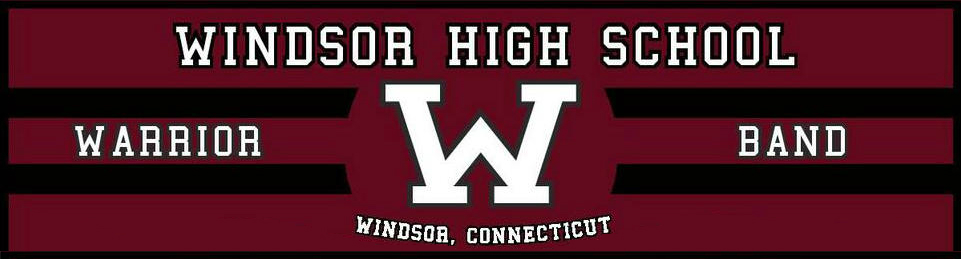 WINDSOR HIGH SCHOOL
WARRIOR
W
BAND
WINDSOR, CONNECTICUT